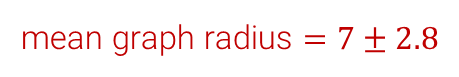 mean graph radius = 7 ± 2.8